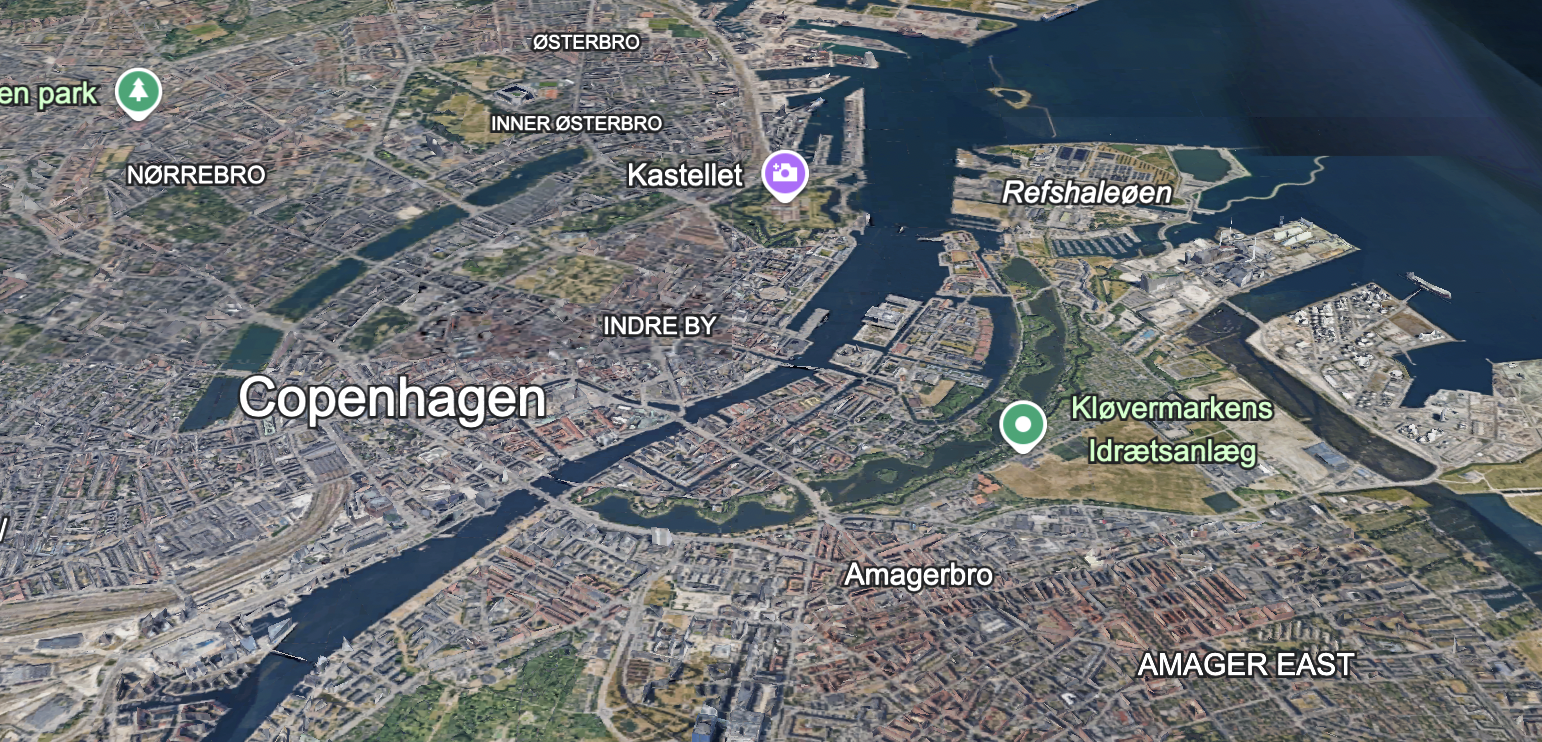 ØSTERBRO
en park
INNER ØSTERBRO
NØRREBRO
Kastellet
Refshaleøen
INDRE BY
Copenhagen
Kløvermarkens
Idrætsanlæg
Amagerbro
AMAGER EAST